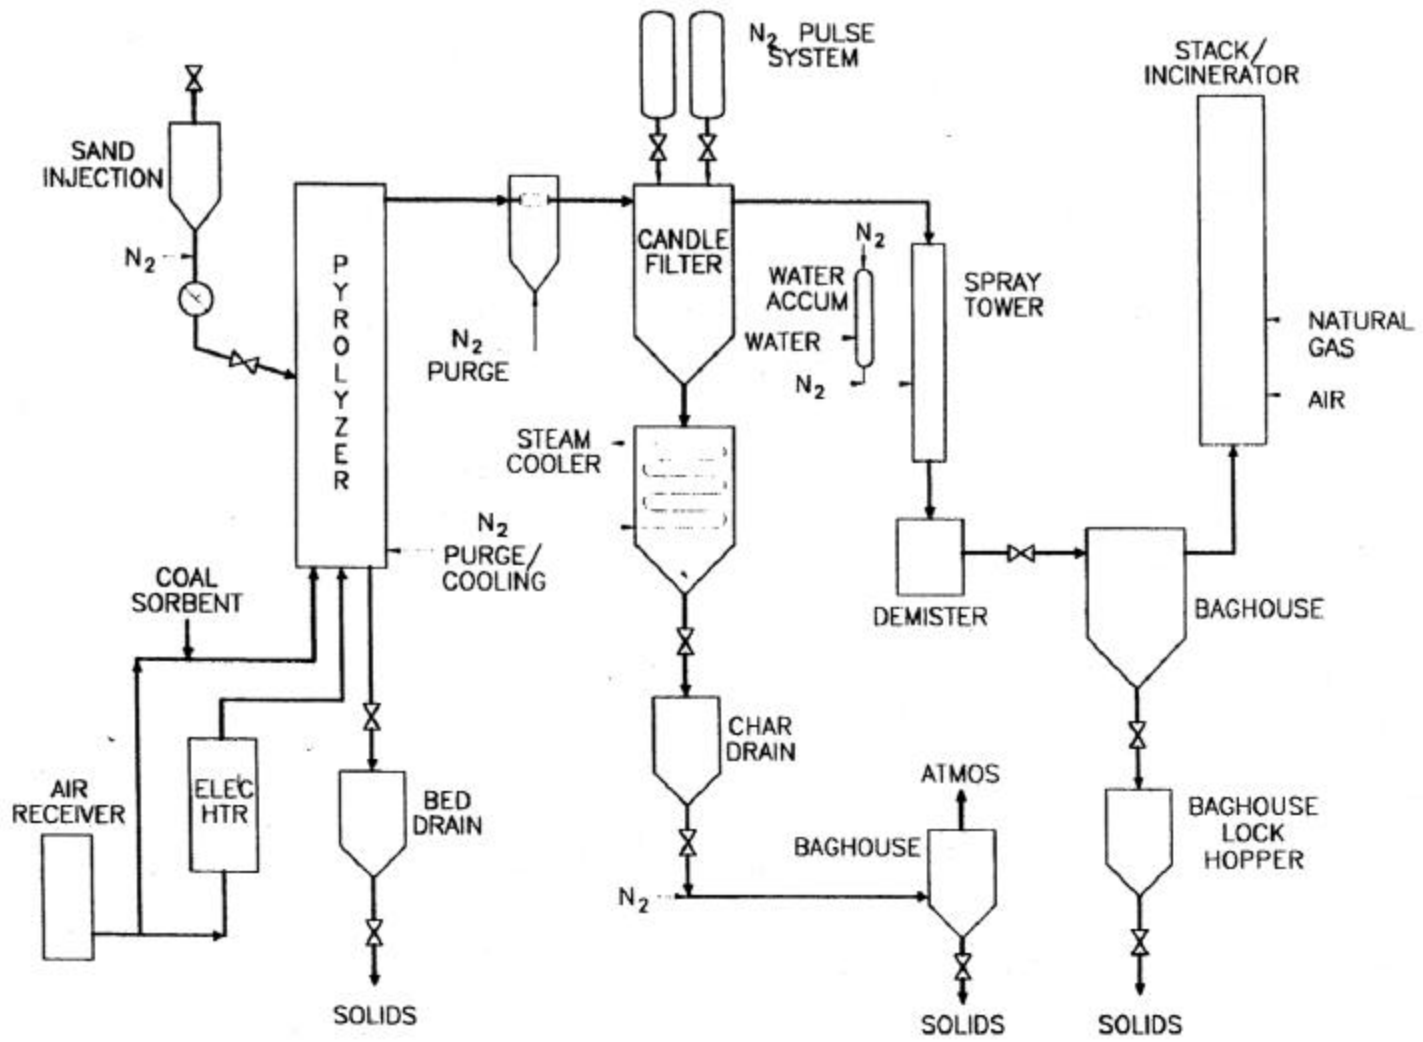 N2 PULSE
SYSTEM
STACK/
INCINERATOR
SAND
INJECTION
N2
PYROLYZER
CANDLE
FILTER
N2
WATER
ACCUM
WATER
N2
SPRAY
TOWER
NATURAL
GAS
AIR
N2
PURGE
STEAM
COOLER
N2
PURGE/
COOLING
COAL
SORBENT
DEMISTER
BAGHOUSE
AIR
RECEIVER
ELEC
HTR
BED
DRAIN
CHAR
DRAIN
ATMOS
BAGHOUSE
N2
BAGHOUSE
LOCK
HOPPER
SOLIDS
SOLIDS
SOLIDS